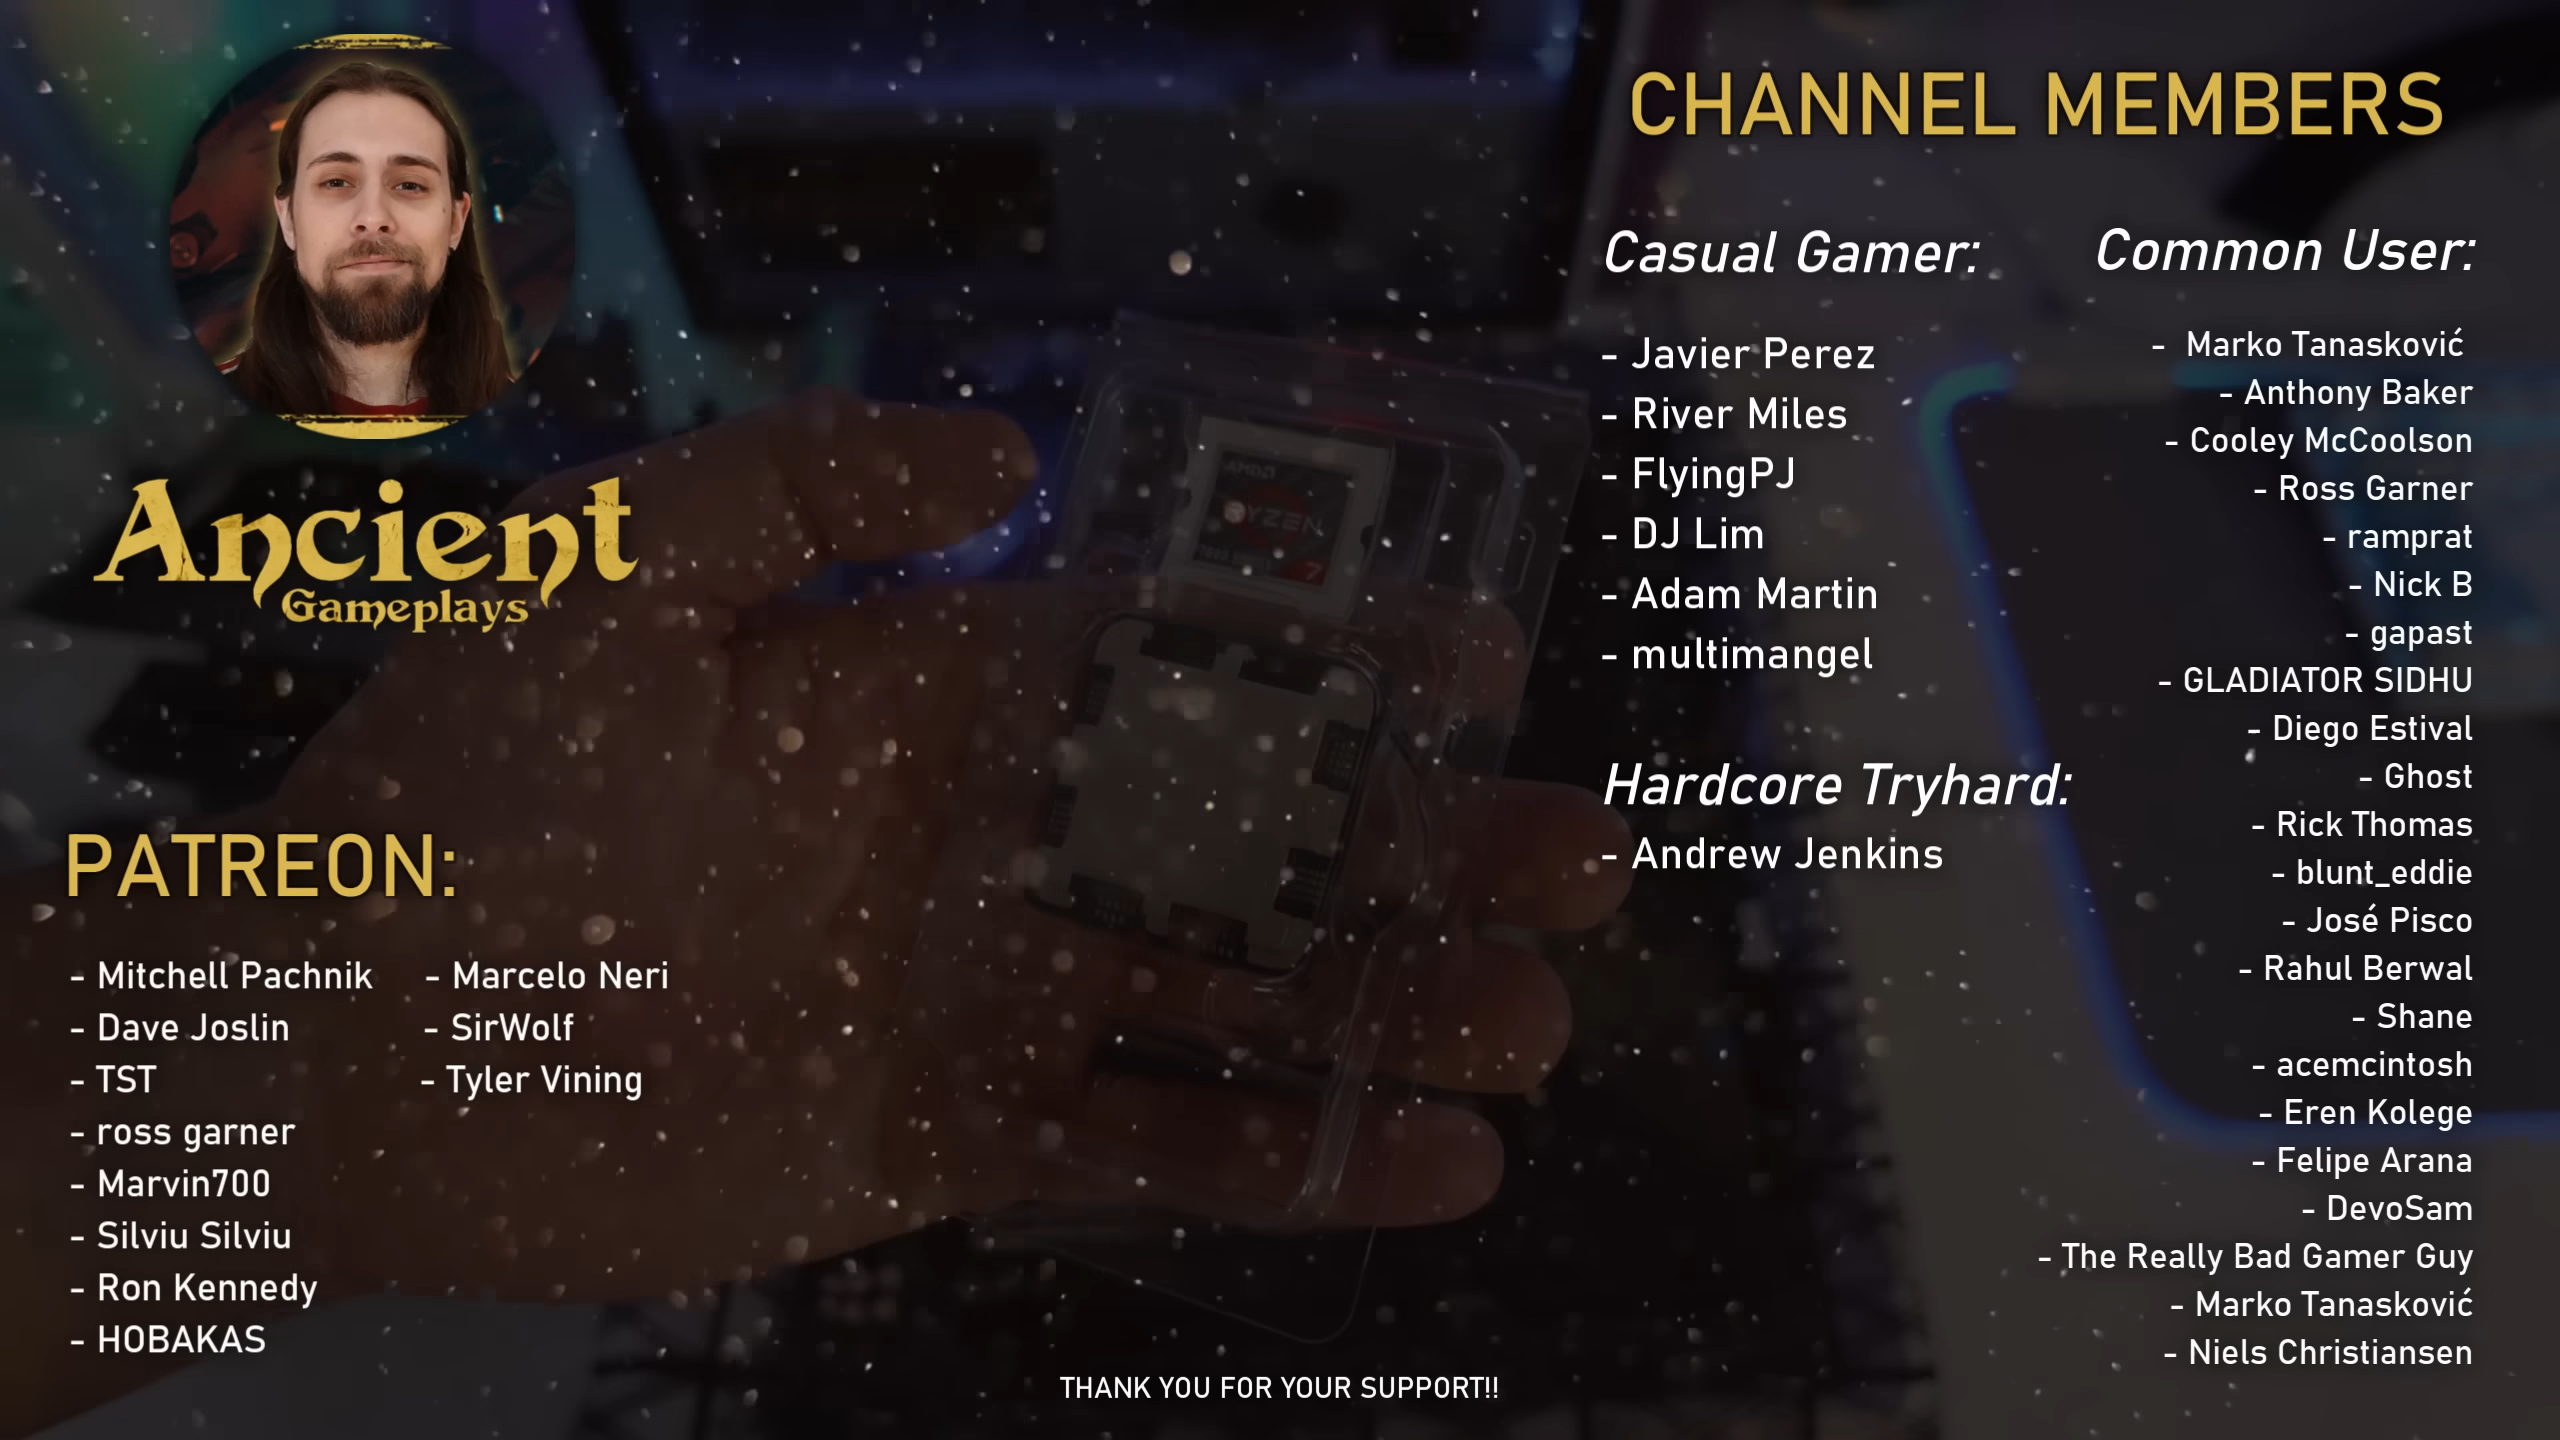 Ancient
Gameplays
PATREON:
- Mitchell Pachnik
- Dave Joslin
- TST
- ross garner
- Marvin700
- Silviu Silviu
- Ron Kennedy
- HOBAKAS
- Marcelo Neri
- SirWolf
- Tyler Vining
CHANNEL MEMBERS
Casual Gamer:
- Javier Perez
- River Miles
- FlyingPJ
- DJ Lim
- Adam Martin
- multimangel
Hardcore Tryhard:
- Andrew Jenkins
Common User:
- Marko Tanasković
- Anthony Baker
- Cooley McCoolson
- Ross Garner
- ramprat
- Nick B
- gapast
- GLADIATOR SIDHU
- Diego Estival
- Ghost
- Rick Thomas
- blunt_eddie
- José Pisco
- Rahul Berwal
- Shane
- acemcintosh
- Eren Kolege
- Felipe Arana
- DevoSam
- The Really Bad Gamer Guy
- Marko Tanasković
- Niels Christiansen
AMD
RYZEN
7
THANK YOU FOR YOUR SUPPORT!!